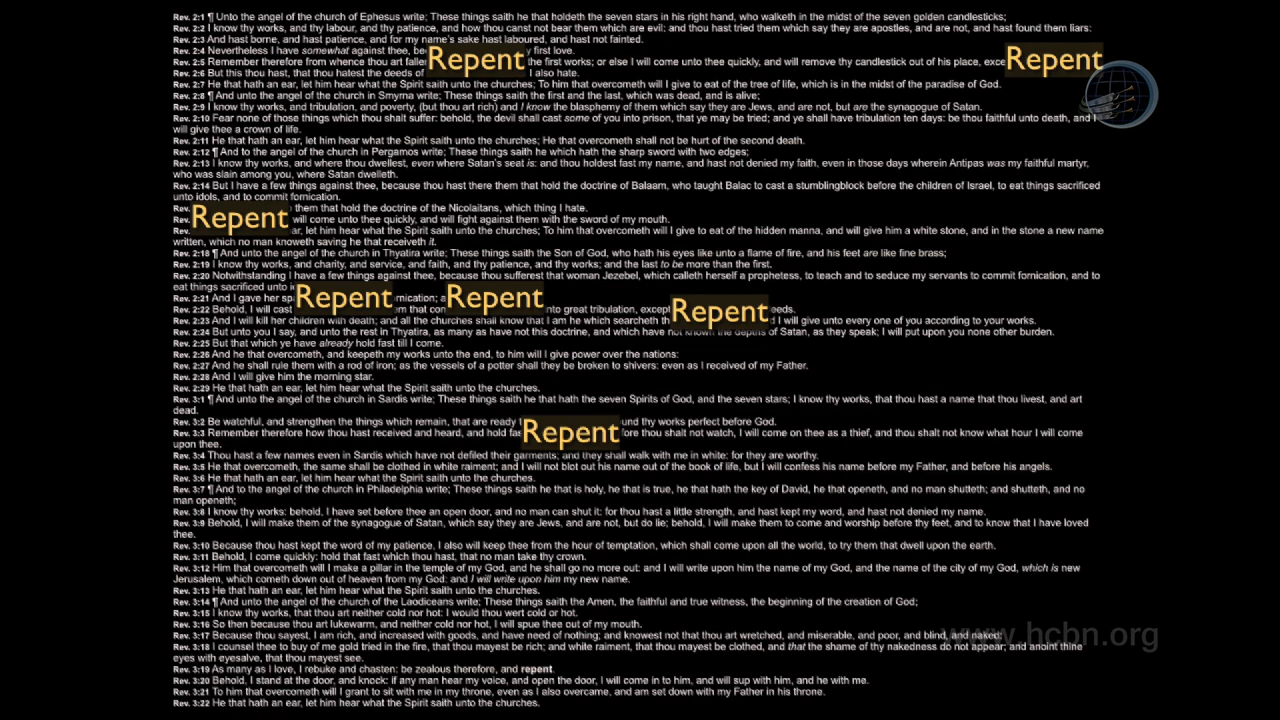 Rev. 2:1 ¶ Unto the angel of the church of Ephesus write; These things saith he that holdeth the seven stars in his right hand, who walketh in the midst of the seven golden candlesticks;
Rev. 2:2 I know thy works, and thy labour, and thy patience, and how thou canst not bear them which are evil: and thou hast tried them which say they are apostles, and are not, and hast found them liars:
Rev. 2:3 And hast borne, and hast patience, and for my name’s sake hast laboured, and hast not fainted.
Rev. 2:4 Nevertheless I have somewhat against thee, first love.
Rev. 2:5 Remember therefore from whence thou art Repent the first works; or else I will come unto thee quickly, and will remove thy candlestick out of his place, Repent
Rev. 2:6 But this thou hast, that thou hatest the deeds of I also hate.
Rev. 2:7 He that hath an ear, let him hear what the Spirit saith unto the churches; To him that overcometh will I give to eat of the tree of life, which is in the midst of the paradise of God.
Rev. 2:8 ¶ And unto the angel of the church in Smyrna write; These things saith the first and the last, which was dead, and is alive;
Rev. 2:9 I know thy works, and tribulation, and poverty, (but thou art rich) and I know the blasphemy of them which say they are Jews, and are not, but are the synagogue of Satan.
Rev. 2:10 Fear none of those things which thou shalt suffer: behold, the devil shall cast some of you into prison, that ye may be tried; and ye shall have tribulation ten days: be thou faithful unto death, and I
will give thee a crown of life.
Rev. 2:11 He that hath an ear, let him hear what the Spirit saith unto the churches; He that overcometh shall not be hurt of the second death.
Rev. 2:12 ¶ And to the angel of the church in Pergamos write; These things saith he which hath the sharp sword with two edges;
Rev. 2:13 I know thy works, and where thou dwellest, even where Satan’s seat is: and thou holdest fast my name, and hast not denied my faith, even in those days wherein Antipas was my faithful martyr,
who was slain among you, where Satan dwelleth.
Rev. 2:14 But I have a few things against thee, because thou hast there them that hold the doctrine of Balaam, who taught Balac to cast a stumblingblock before the children of Israel, to eat things sacrificed
unto idols, and to commit fornication.
Rev. them that hold the doctrine of the Nicolaitans, which thing I hate.
Rev. Repent will come unto thee quickly, and will fight against them with the sword of my mouth.
Rev. let him hear what the Spirit saith unto the churches; To him that overcometh will I give to eat of the hidden manna, and will give him a white stone, and in the stone a new name
written, which no man knoweth saving he that receiveth it.
Rev. 2:18 ¶ And unto the angel of the church in Thyatira write; These things saith the Son of God, who hath his eyes like unto a flame of fire, and his feet are like fine brass;
Rev. 2:19 I know thy works, and charity, and service, and faith, and thy patience, and thy works; and the last to be more than the first.
Rev. 2:20 Notwithstanding I have a few things against thee, because thou sufferest that woman Jezebel, which calleth herself a prophetess, to teach and to seduce my servants to commit fornication, and to
eat things sacrificed unto
Rev. 2:21 And I gave her Repent Repent
Rev. 2:22 Behold, I will cast great tribulation, except Repent
Rev. 2:23 And I will kill her children with death; and all the churches shall know that I am he which searcheth I will give unto every one of you according to your works.
Rev. 2:24 But unto you I say, and unto the rest in Thyatira, as many as have not this doctrine, and which have not known the depths of Satan, as they speak; I will put upon you none other burden.
Rev. 2:25 But that which ye have already hold fast till I come.
Rev. 2:26 And he that overcometh, and keepeth my works unto the end, to him will I give power over the nations:
Rev. 2:27 And he shall rule them with a rod of iron; as the vessels of a potter shall they be broken to shivers: even as I received of my Father.
Rev. 2:28 And I will give him the morning star.
Rev. 2:29 He that hath an ear, let him hear what the Spirit saith unto the churches.
Rev. 3:1 ¶ And unto the angel of the church in Sardis write; These things saith he that hath the seven Spirits of God, and the seven stars; I know thy works, that thou hast a name that thou livest, and art
dead.
Rev. 3:2 Be watchful, and strengthen the things which remain, that are ready thy works perfect before God.
Rev. 3:3 Remember therefore how thou hast received and heard, and hold Repent thou shalt not watch, I will come on thee as a thief, and thou shalt not know what hour I will come
upon thee.
Rev. 3:4 Thou hast a few names even in Sardis which have not defiled their garments; and they shall walk with me in white: for they are worthy.
Rev. 3:5 He that overcometh, the same shall be clothed in white raiment; and I will not blot out his name out of the book of life, but I will confess his name before my Father, and before his angels.
Rev. 3:6 He that hath an ear, let him hear what the Spirit saith unto the churches.
Rev. 3:7 ¶ And to the angel of the church in Philadelphia write; These things saith he that is holy, he that is true, he that hath the key of David, he that openeth, and no man shutteth; and shutteth, and no
man openeth;
Rev. 3:8 I know thy works: behold, I have set before thee an open door, and no man can shut it: for thou hast a little strength, and hast kept my word, and hast not denied my name.
Rev. 3:9 Behold, I will make them of the synagogue of Satan, which say they are Jews, and are not, but do lie; behold, I will make them to come and worship before thy feet, and to know that I have loved
thee.
Rev. 3:10 Because thou hast kept the word of my patience, I also will keep thee from the hour of temptation, which shall come upon all the world, to try them that dwell upon the earth.
Rev. 3:11 Behold, I come quickly: hold that fast which thou hast, that no man take thy crown.
Rev. 3:12 Him that overcometh will I make a pillar in the temple of my God, and he shall go no more out: and I will write upon him the name of my God, and the name of the city of my God, which is new
Jerusalem, which cometh down out of heaven from my God: and I will write upon him my new name.
Rev. 3:13 He that hath an ear, let him hear what the Spirit saith unto the churches.
Rev. 3:14 ¶ And unto the angel of the church of the Laodiceans write; These things saith the Amen, the faithful and true witness, the beginning of the creation of God;
Rev. 3:15 I know thy works, that thou art neither cold nor hot: I would thou wert cold or hot.
Rev. 3:16 So then because thou art lukewarm, and neither cold nor hot, I will spue thee out of my mouth.
Rev. 3:17 Because thou sayest, I am rich, and increased with goods, and have need of nothing; and knowest not that thou art wretched, and miserable, and poor, and blind, and naked:
Rev. 3:18 I counsel thee to buy of me gold tried in the fire, that thou mayest be rich; and white raiment, that thou mayest be clothed, and that the shame of thy nakedness do not appear; and anoint thine
eyes with eyesalve, that thou mayest see.
Rev. 3:19 As many as I love, I rebuke and chasten: be zealous therefore, and repent.
Rev. 3:20 Behold, I stand at the door, and knock: if any man hear my voice, and open the door, I will come in to him, and will sup with him, and he with me.
Rev. 3:21 To him that overcometh will I grant to sit with me in my throne, even as I also overcame, and am set down with my Father in his throne.
Rev. 3:22 He that hath an ear, let him hear what the Spirit saith unto the churches.
www.hcbn.org